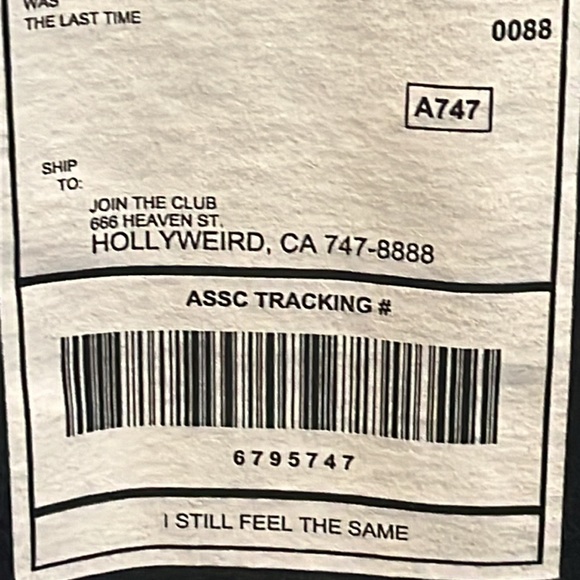 WAS
THE LAST TIME
0088
A747
SHIP
TO:
JOIN THE CLUB
666 HEAVEN ST.
HOLLYWEIRD, CA 747-8888
ASSC TRACKING #
6795747
I STILL FEEL THE SAME